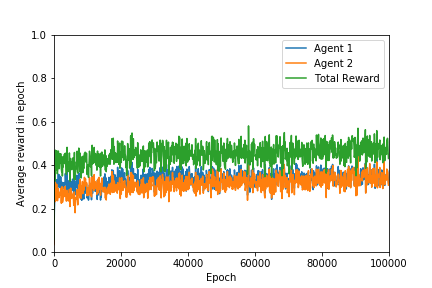 Agent 1
Agent 2
Total Reward
Average reward in epoch
1.0
0.8
0.6
0.4
0.2
0.0
0 20000 40000 60000 80000 100000
Epoch